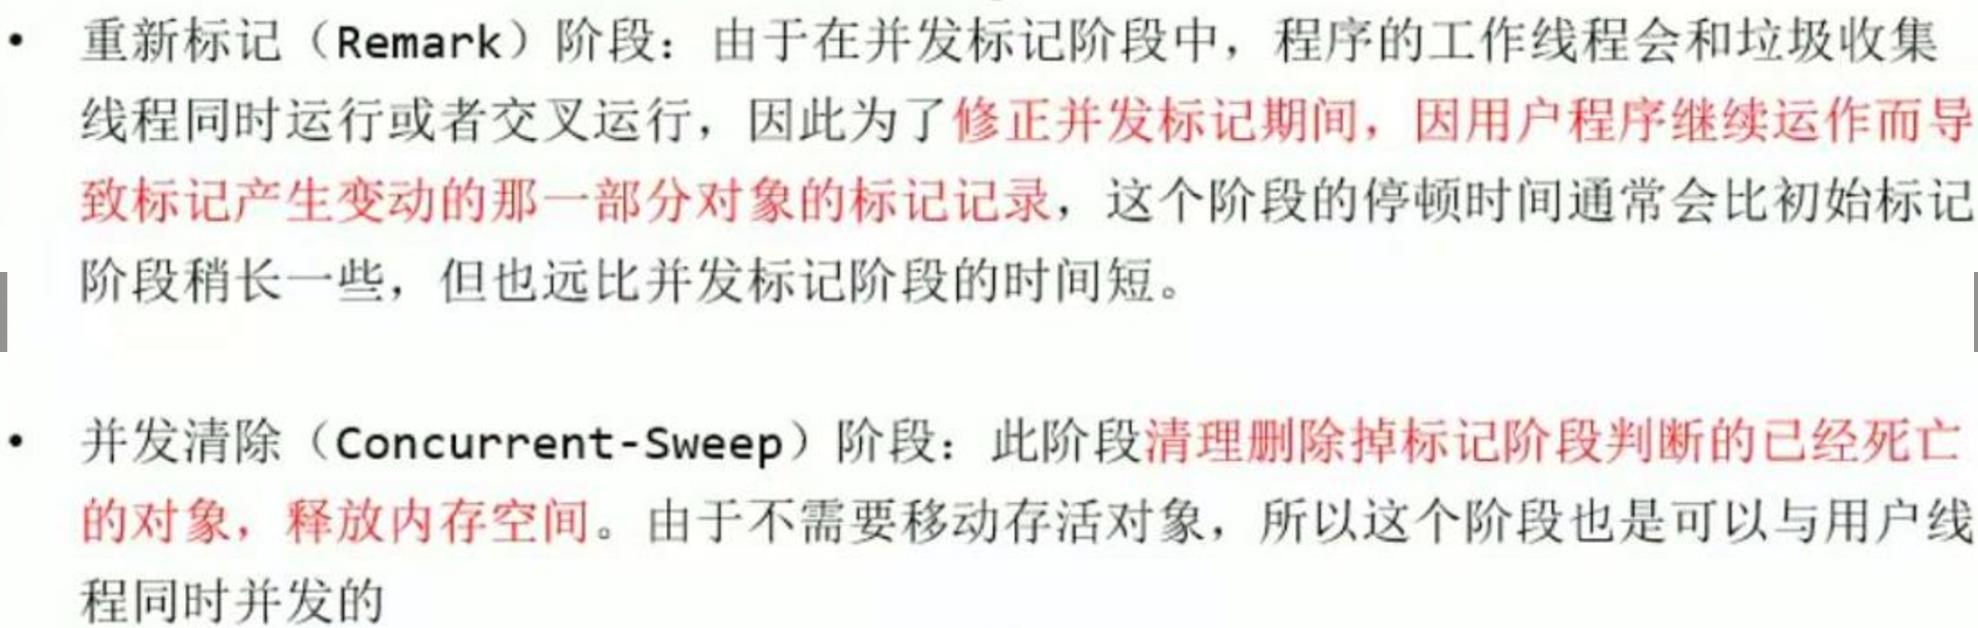 • 重新标记（Remark）阶段：由于在并发标记阶段中，程序的工作线程会和垃圾收集
线程同时运行或者交叉运行，因此为了修正并发标记期间，因用户程序继续运作而导
致标记产生变动的那一部分对象的标记记录，这个阶段的停顿时间通常会比初始标记
阶段稍长一些，但也远比并发标记阶段的时间短。
• 并发清除（Concurrent-Sweep）阶段：此阶段清理删除掉标记阶段判断的已经死亡
的对象，释放内存空间。由于不需要移动存活对象，所以这个阶段也是可以与用户线
程同时并发的